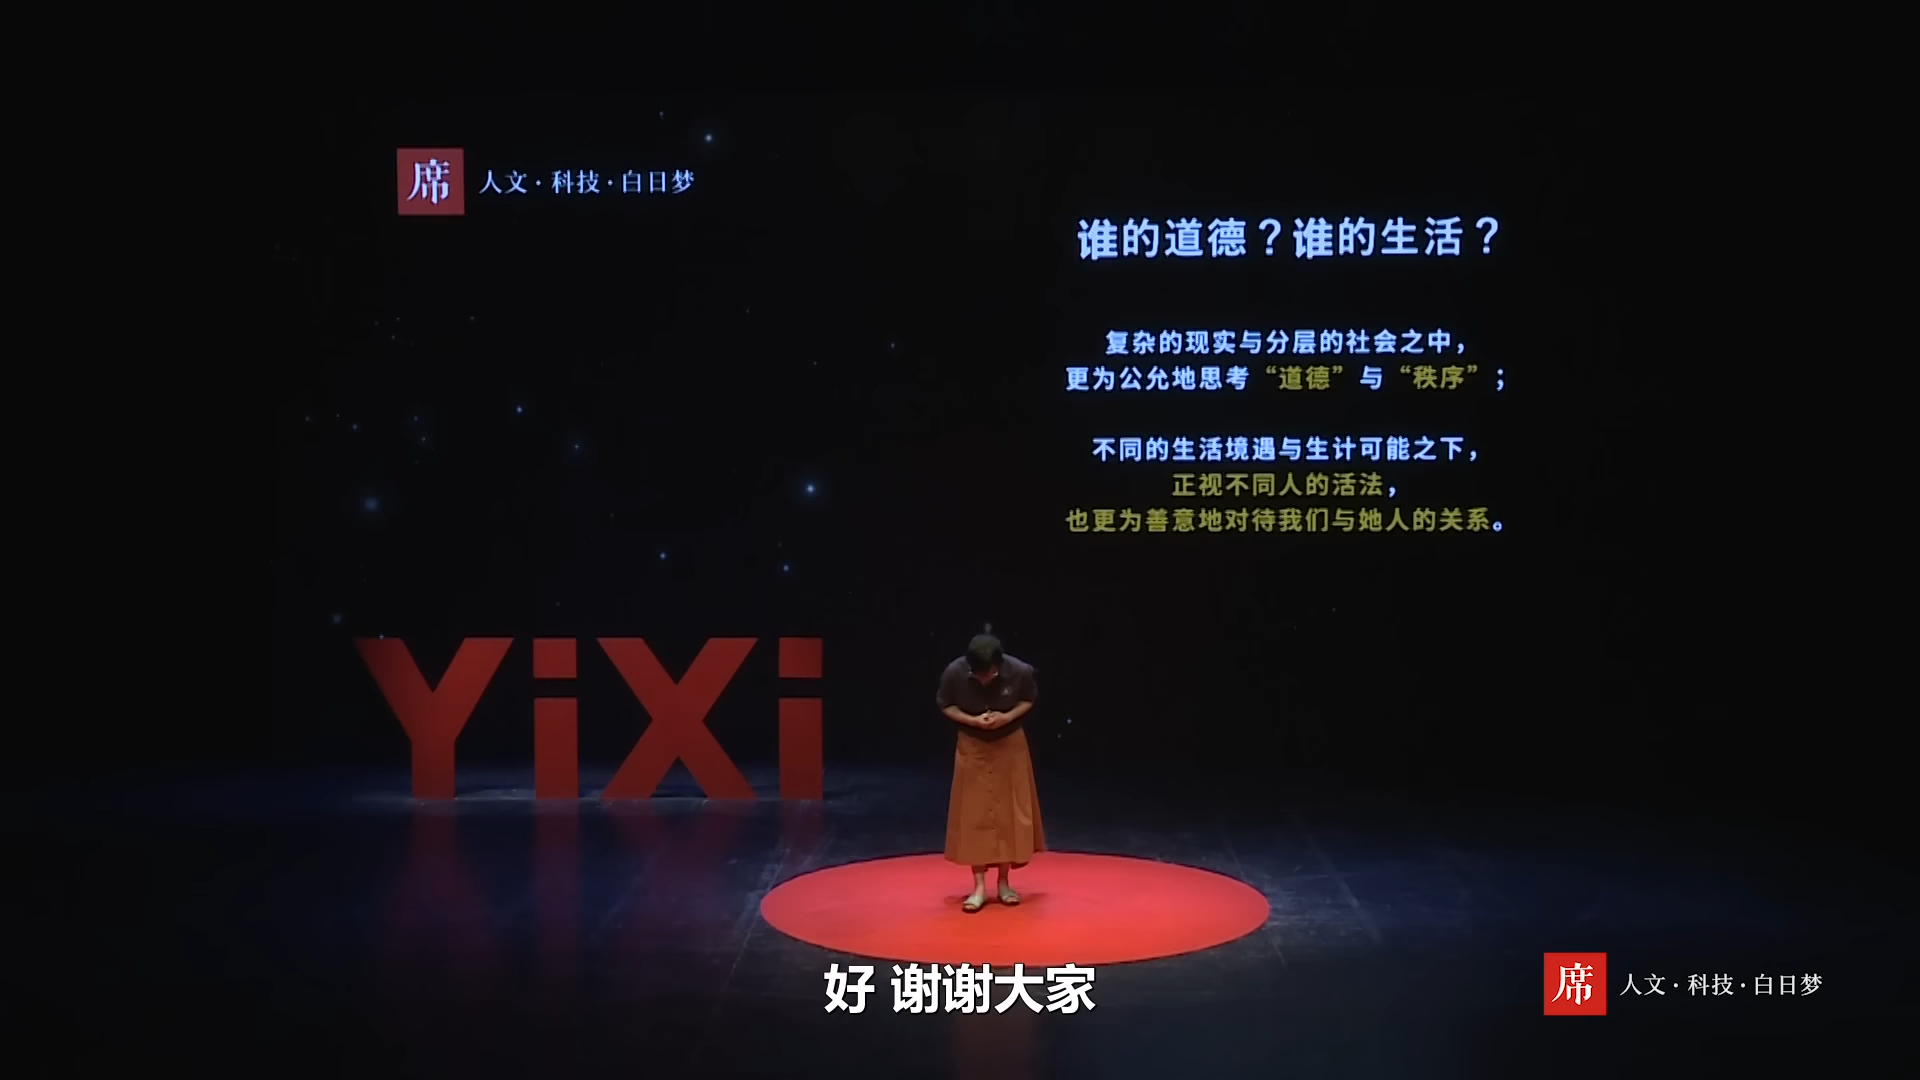 席 人文·科技·白日梦
谁的道德？谁的生活？
复杂的现实与分层的社会之中，
更为公允地思考“道德”与“秩序”；
不同的生活境遇与生计可能之下，
正视不同人的活法，
也更为善意地对待我们与她人的关系。
YiXi
好 谢谢大家
席 人文·科技·白日梦